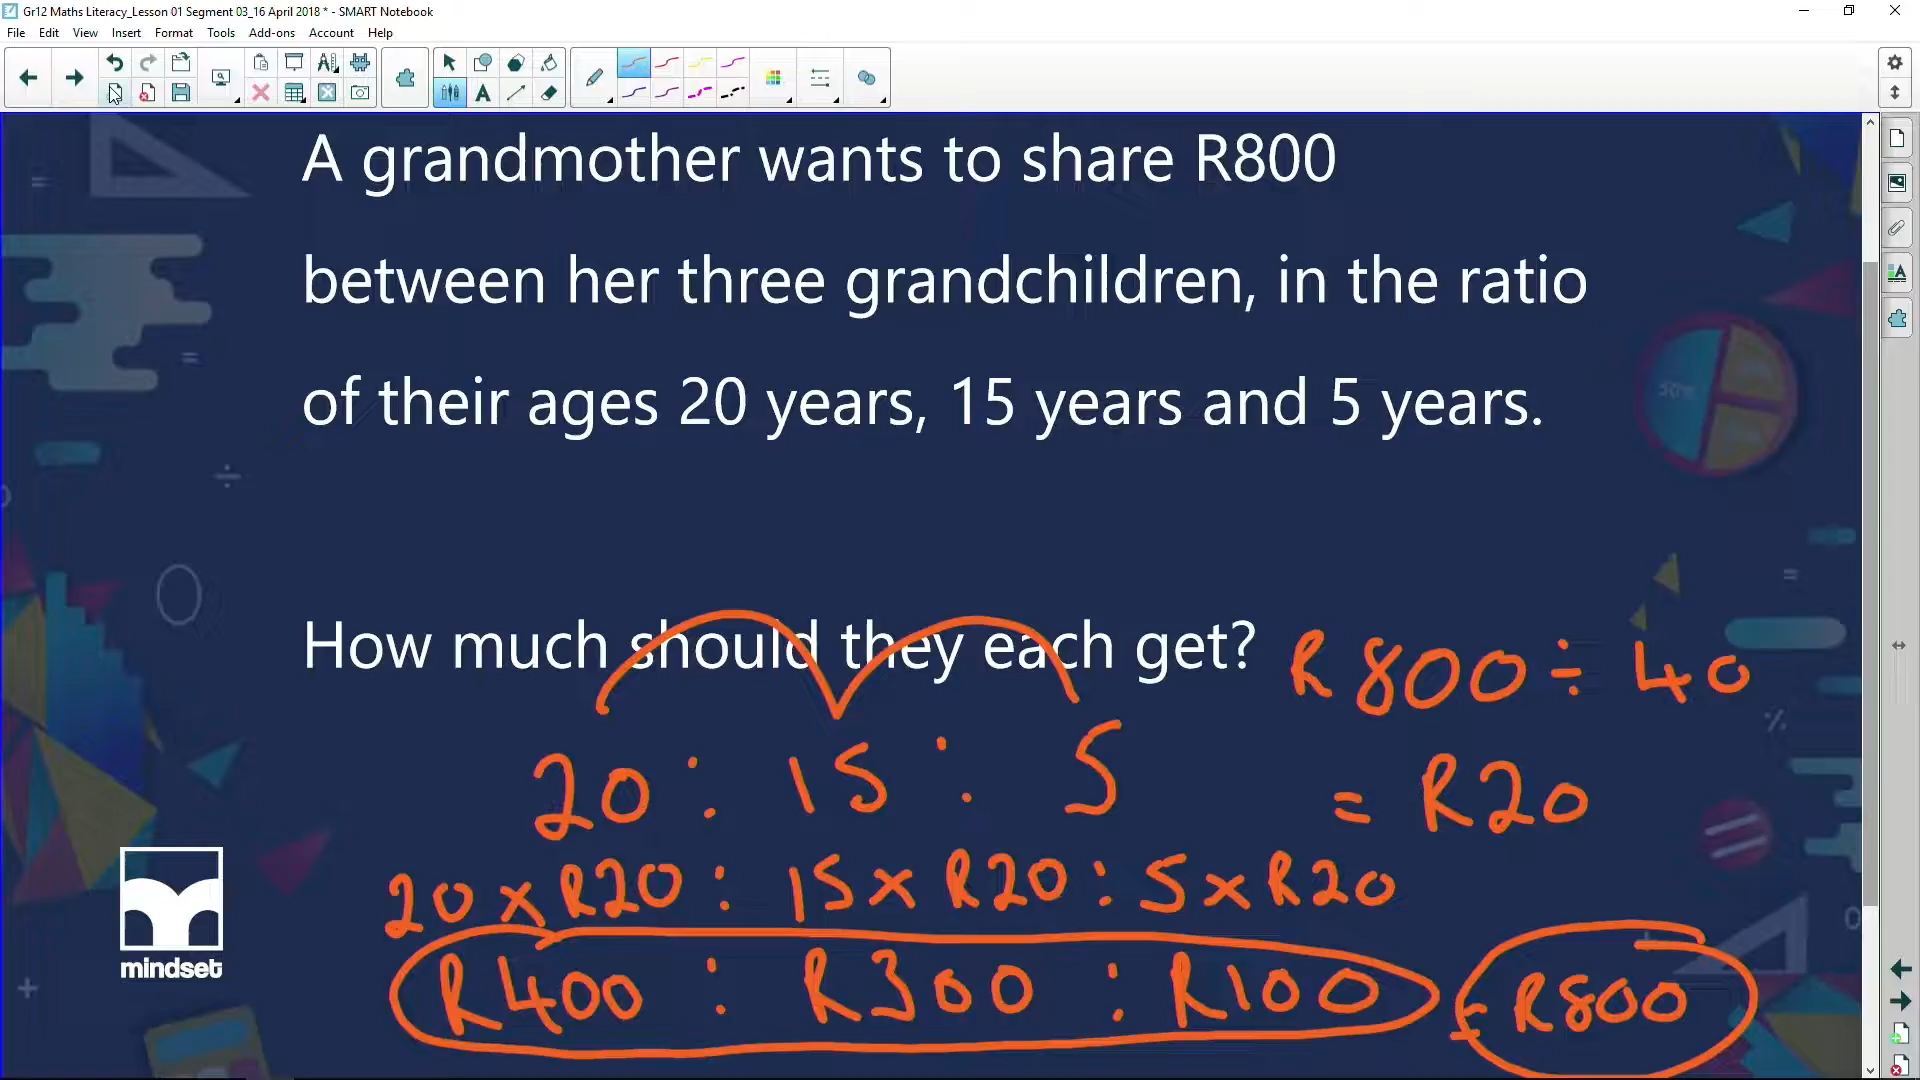 Gr12 Maths Literacy_Lesson 01 Segment 03_16 April 2018 * - SMART Notebook
File Edit View Insert Format Tools Add-ons Account Help
A grandmother wants to share R800
between her three grandchildren, in the ratio
of their ages 20 years, 15 years and 5 years.
50%
How much should they each get?
R800 ÷ 40
20 : 15 : 5
= R20
20 x R20 : 15 x R20 : 5 x R20
R400 : R300 : R100 = R800
mindset